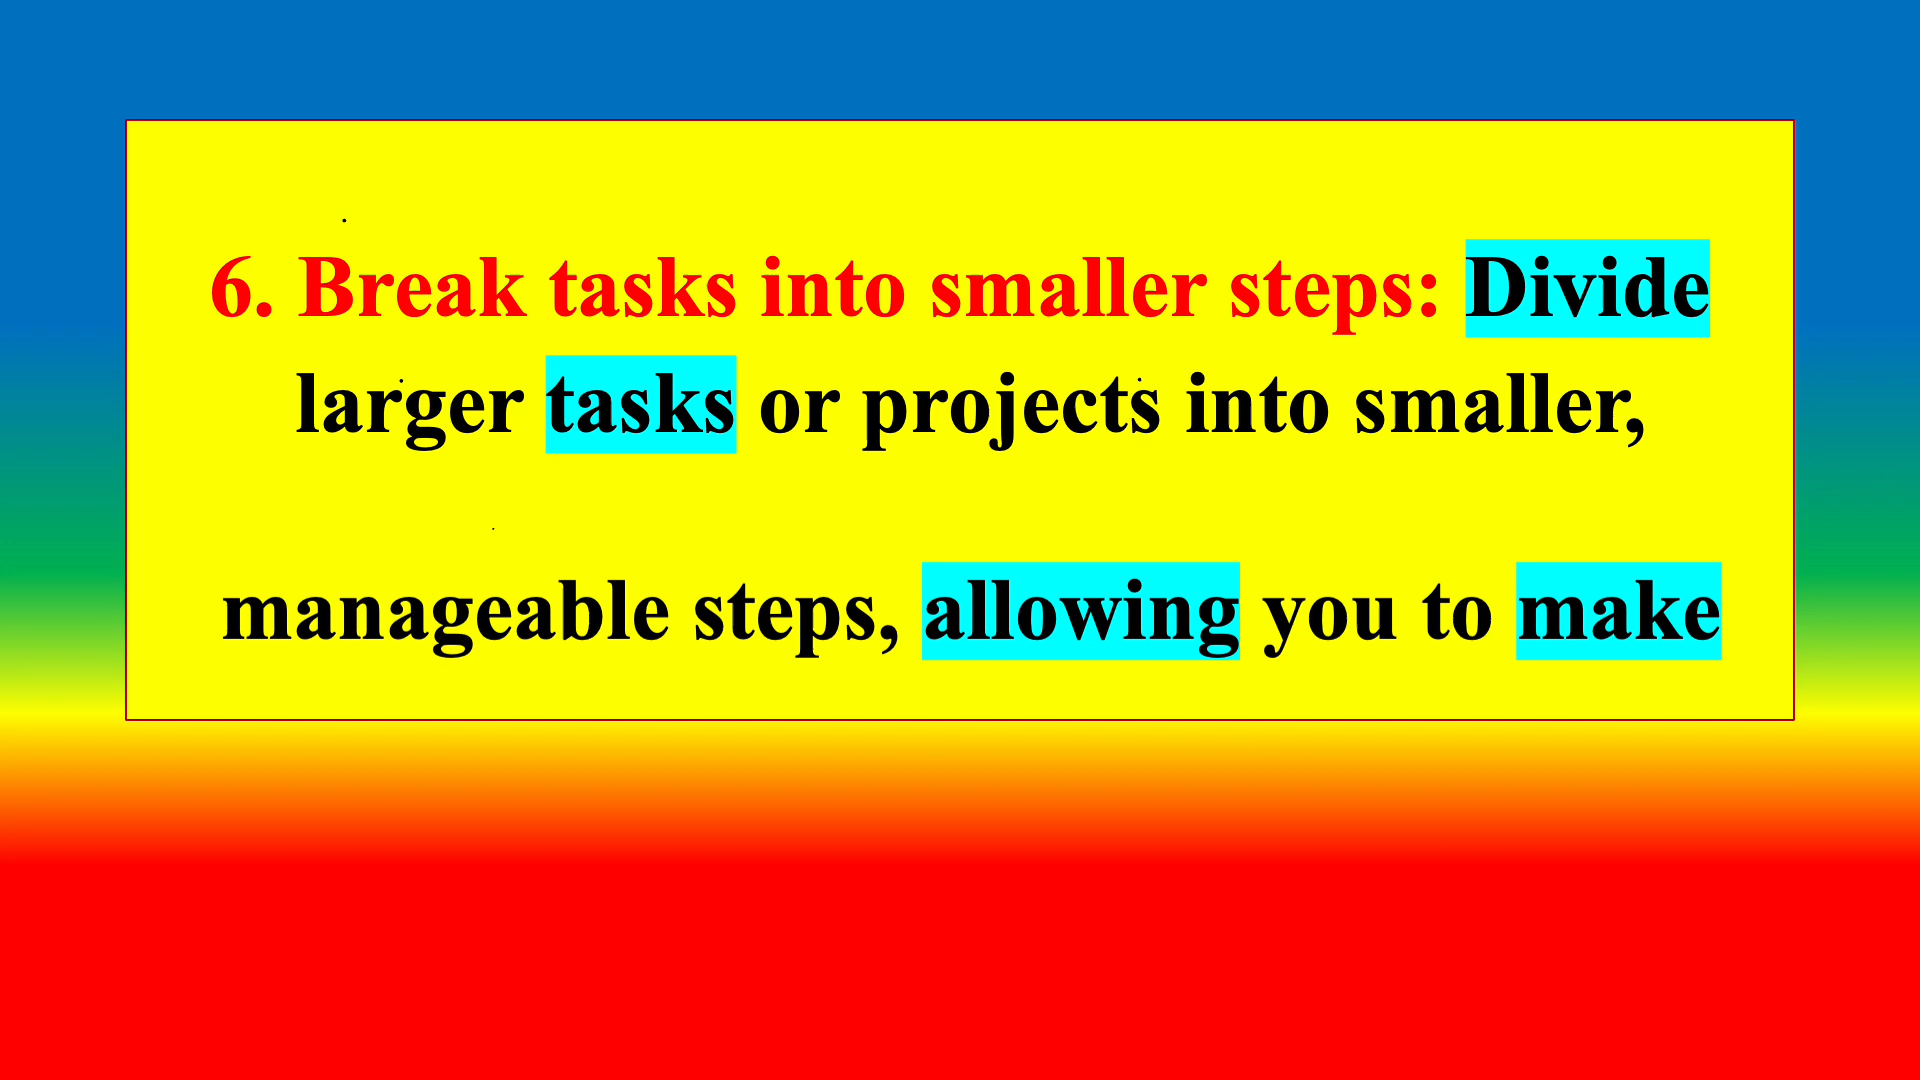 6. Break tasks into smaller steps: Divide
larger tasks or projects into smaller,
manageable steps, allowing you to make